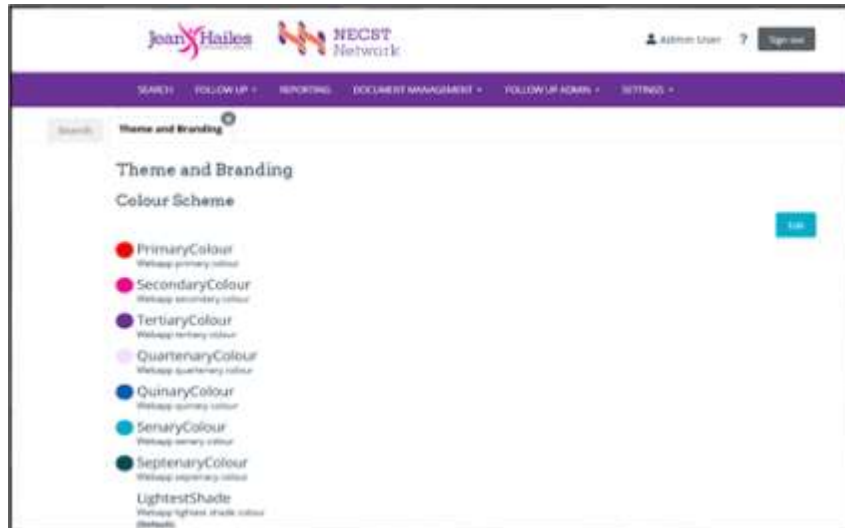 Jean Hailes
NECST
Network
Admin User ? Sign out
SEARCH FOLLOW UP REPORTING DOCUMENT MANAGEMENT FOLLOW UP ADMIN SETTINGS
Search Theme and Branding
Theme and Branding
Colour Scheme
Edit
PrimaryColour
Webapp primary colour
SecondaryColour
Webapp secondary colour
TertiaryColour
Webapp tertiary colour
QuartenaryColour
Webapp quartenary colour
QuinaryColour
Webapp quinary colour
SenaryColour
Webapp senary colour
SeptenaryColour
Webapp septenary colour
LightestShade
Webapp lightest shade colour
(Default)